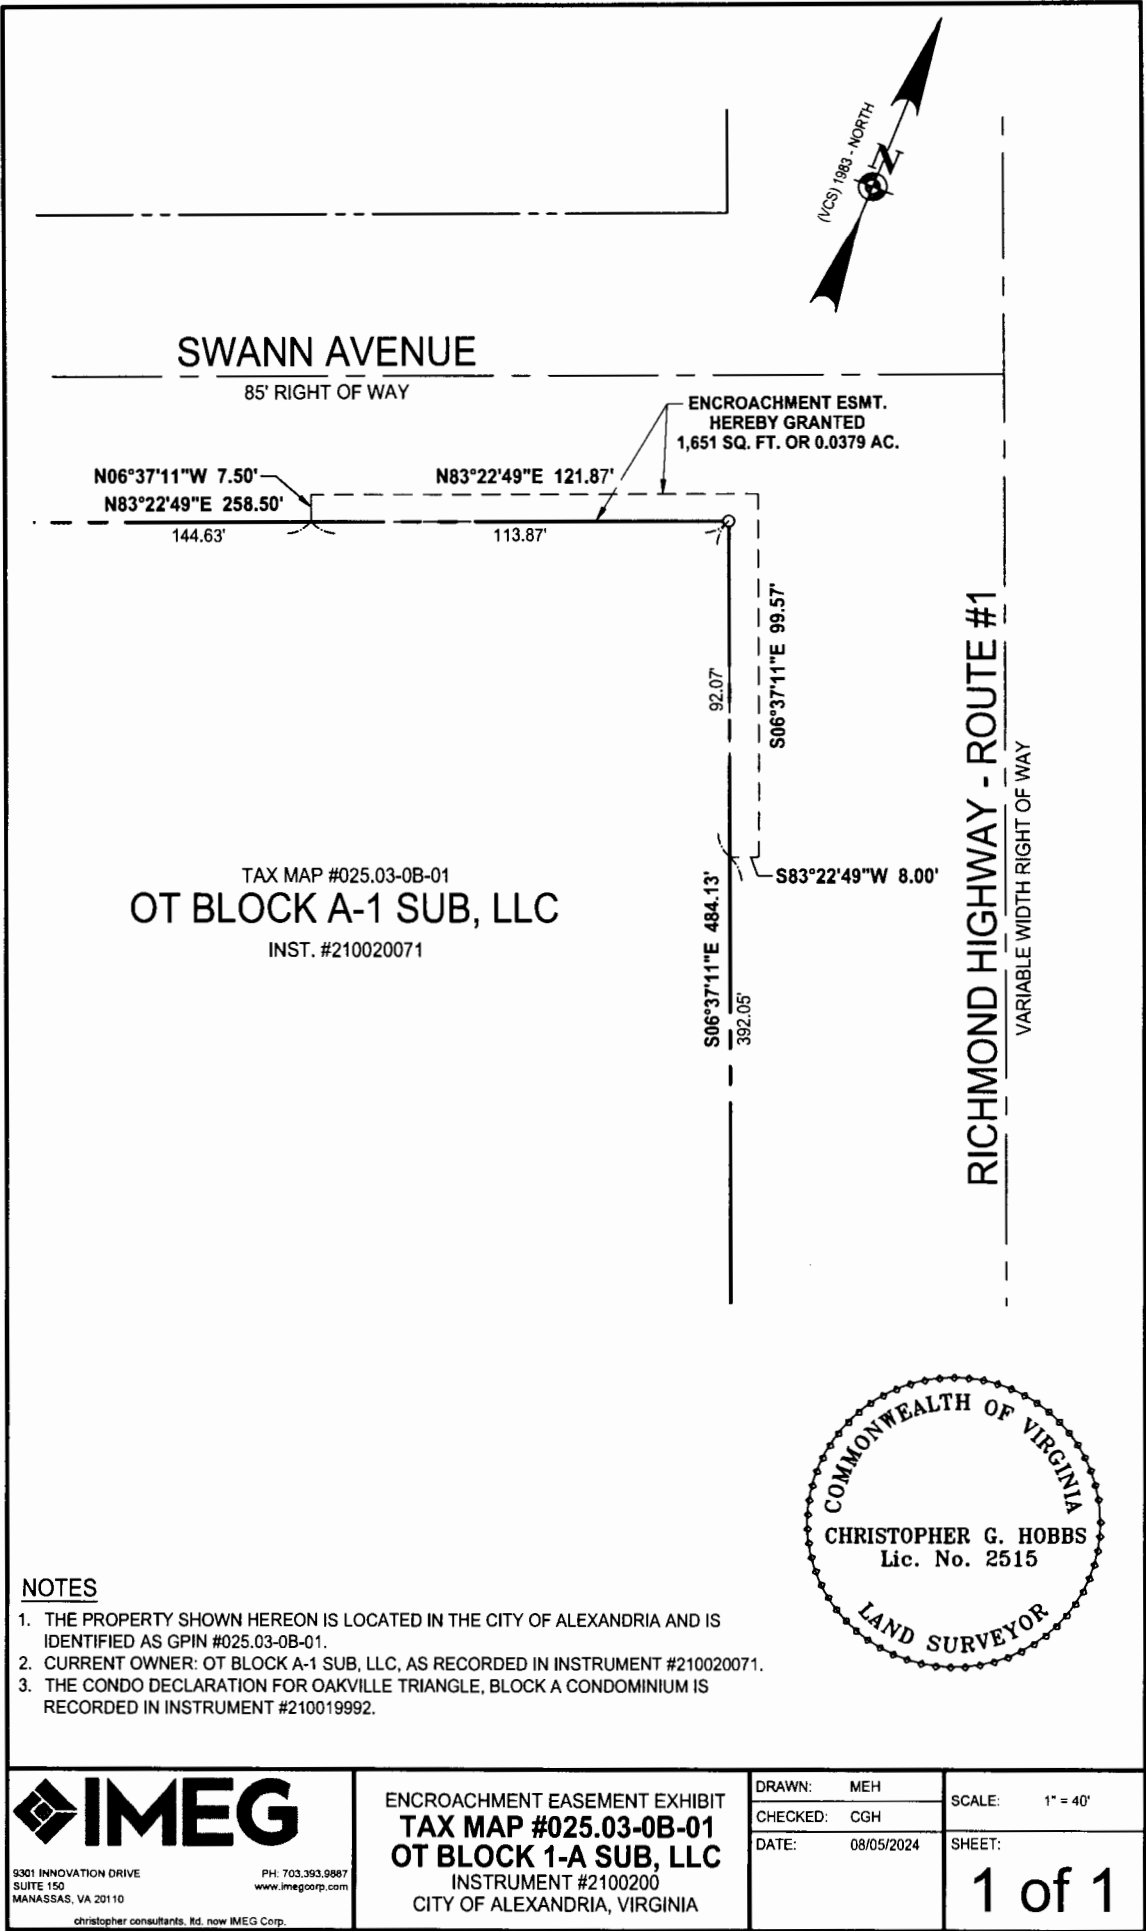 (VCS) 1983 - NORTH
N
SWANN AVENUE
85' RIGHT OF WAY
ENCROACHMENT ESMT.
HEREBY GRANTED
1,651 SQ. FT. OR 0.0379 AC.
N06°37'11"W 7.50'
N83°22'49"E 121.87'
N83°22'49"E 258.50'
144.63'
113.87'
S06°37'11"E 99.57'
92.07'
RICHMOND HIGHWAY - ROUTE #1
VARIABLE WIDTH RIGHT OF WAY
TAX MAP #025.03-0B-01
OT BLOCK A-1 SUB, LLC
INST. #210020071
S83°22'49"W 8.00'
S06°37'11"E 484.13'
392.05'
COMMONWEALTH OF VIRGINIA
CHRISTOPHER G. HOBBS
Lic. No. 2515
LAND SURVEYOR
NOTES
1. THE PROPERTY SHOWN HEREON IS LOCATED IN THE CITY OF ALEXANDRIA AND IS
IDENTIFIED AS GPIN #025.03-0B-01.
2. CURRENT OWNER: OT BLOCK A-1 SUB, LLC, AS RECORDED IN INSTRUMENT #210020071.
3. THE CONDO DECLARATION FOR OAKVILLE TRIANGLE, BLOCK A CONDOMINIUM IS
RECORDED IN INSTRUMENT #210019992.
IMEG
9301 INNOVATION DRIVE
SUITE 150
MANASSAS, VA 20110
PH: 703.393.9887
www.imegcorp.com
christopher consultants, ltd. now IMEG Corp.
ENCROACHMENT EASEMENT EXHIBIT
TAX MAP #025.03-0B-01
OT BLOCK 1-A SUB, LLC
INSTRUMENT #2100200
CITY OF ALEXANDRIA, VIRGINIA
DRAWN: MEH
CHECKED: CGH
DATE: 08/05/2024
SCALE: 1" = 40'
SHEET:
1 of 1